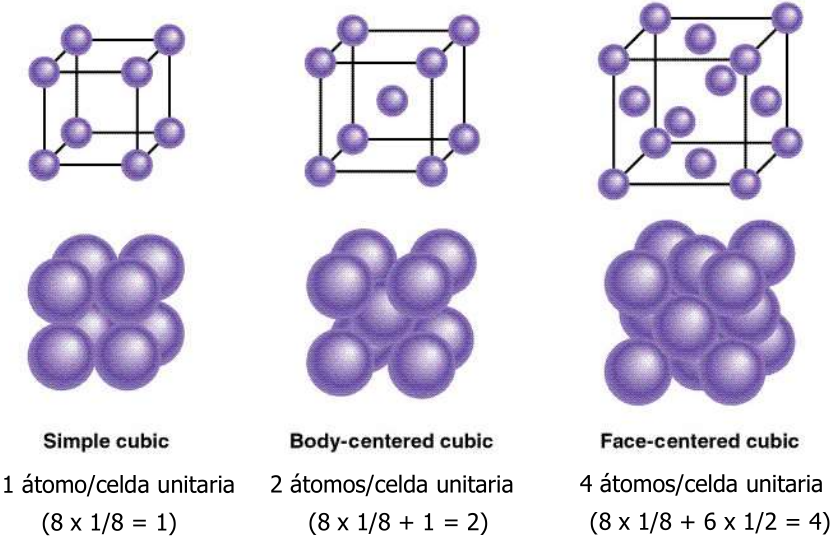 Simple cubic
Body-centered cubic
Face-centered cubic
1 átomo/celda unitaria
2 átomos/celda unitaria
4 átomos/celda unitaria
(8 x 1/8 = 1)
(8 x 1/8 + 1 = 2)
(8 x 1/8 + 6 x 1/2 = 4)